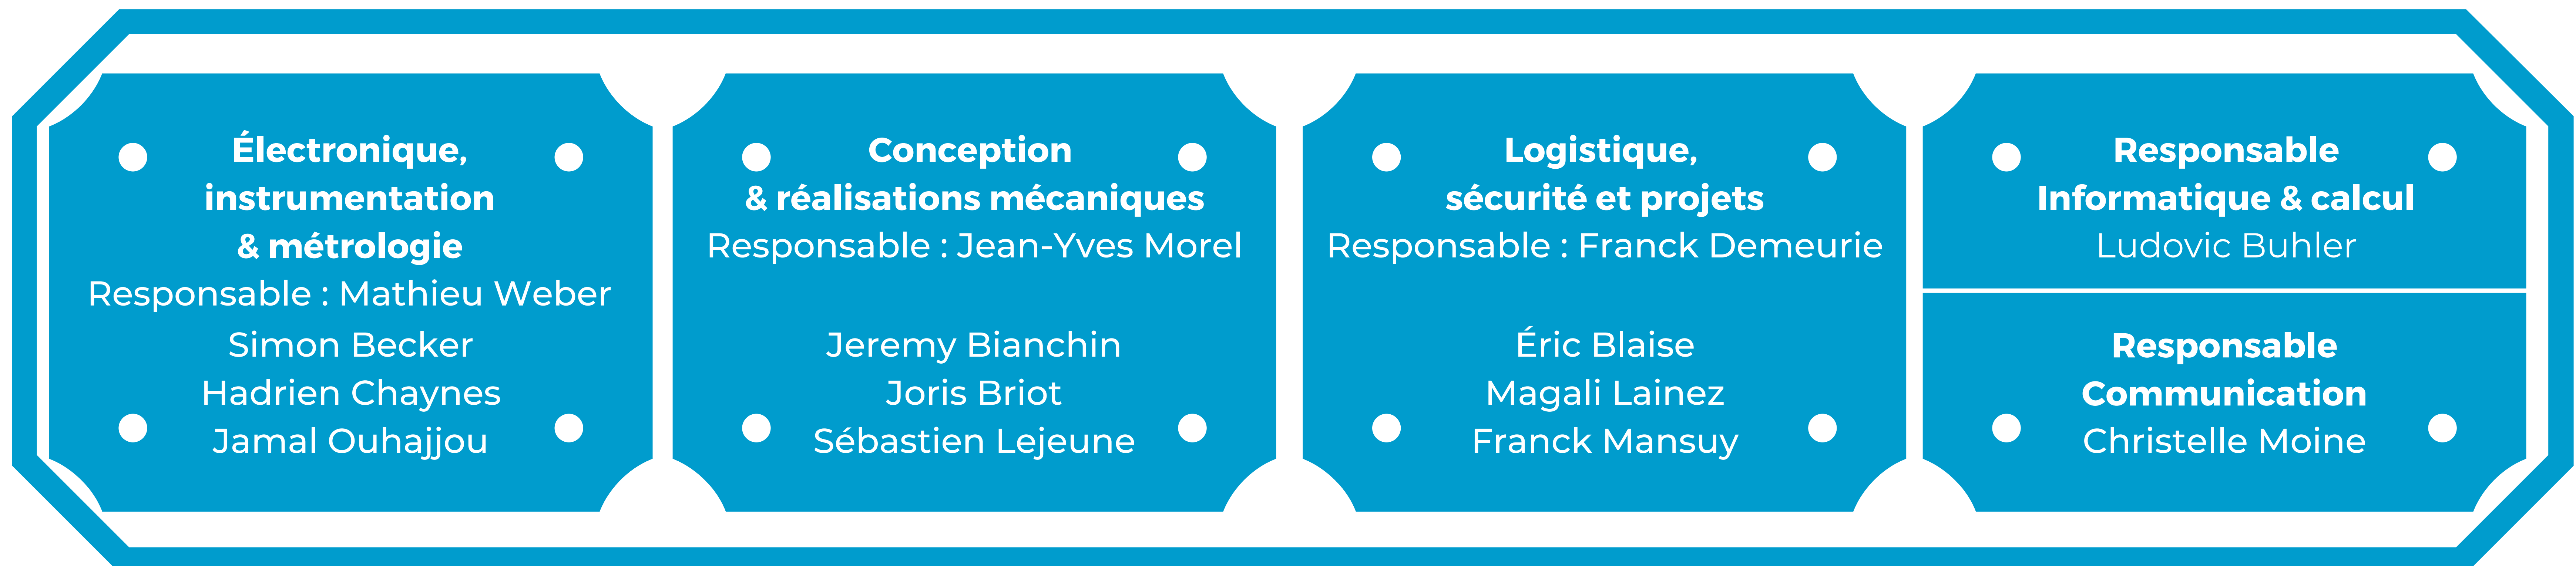 Électronique,
instrumentation
& métrologie
Responsable : Mathieu Weber
Simon Becker
Hadrien Chaynes
Jamal Ouhajjou
Conception
& réalisations mécaniques
Responsable : Jean-Yves Morel
Jeremy Bianchin
Joris Briot
Sébastien Lejeune
Logistique,
sécurité et projets
Responsable : Franck Demeurie
Éric Blaise
Magali Lainez
Franck Mansuy
Responsable
Informatique & calcul
Ludovic Buhler
Responsable
Communication
Christelle Moine